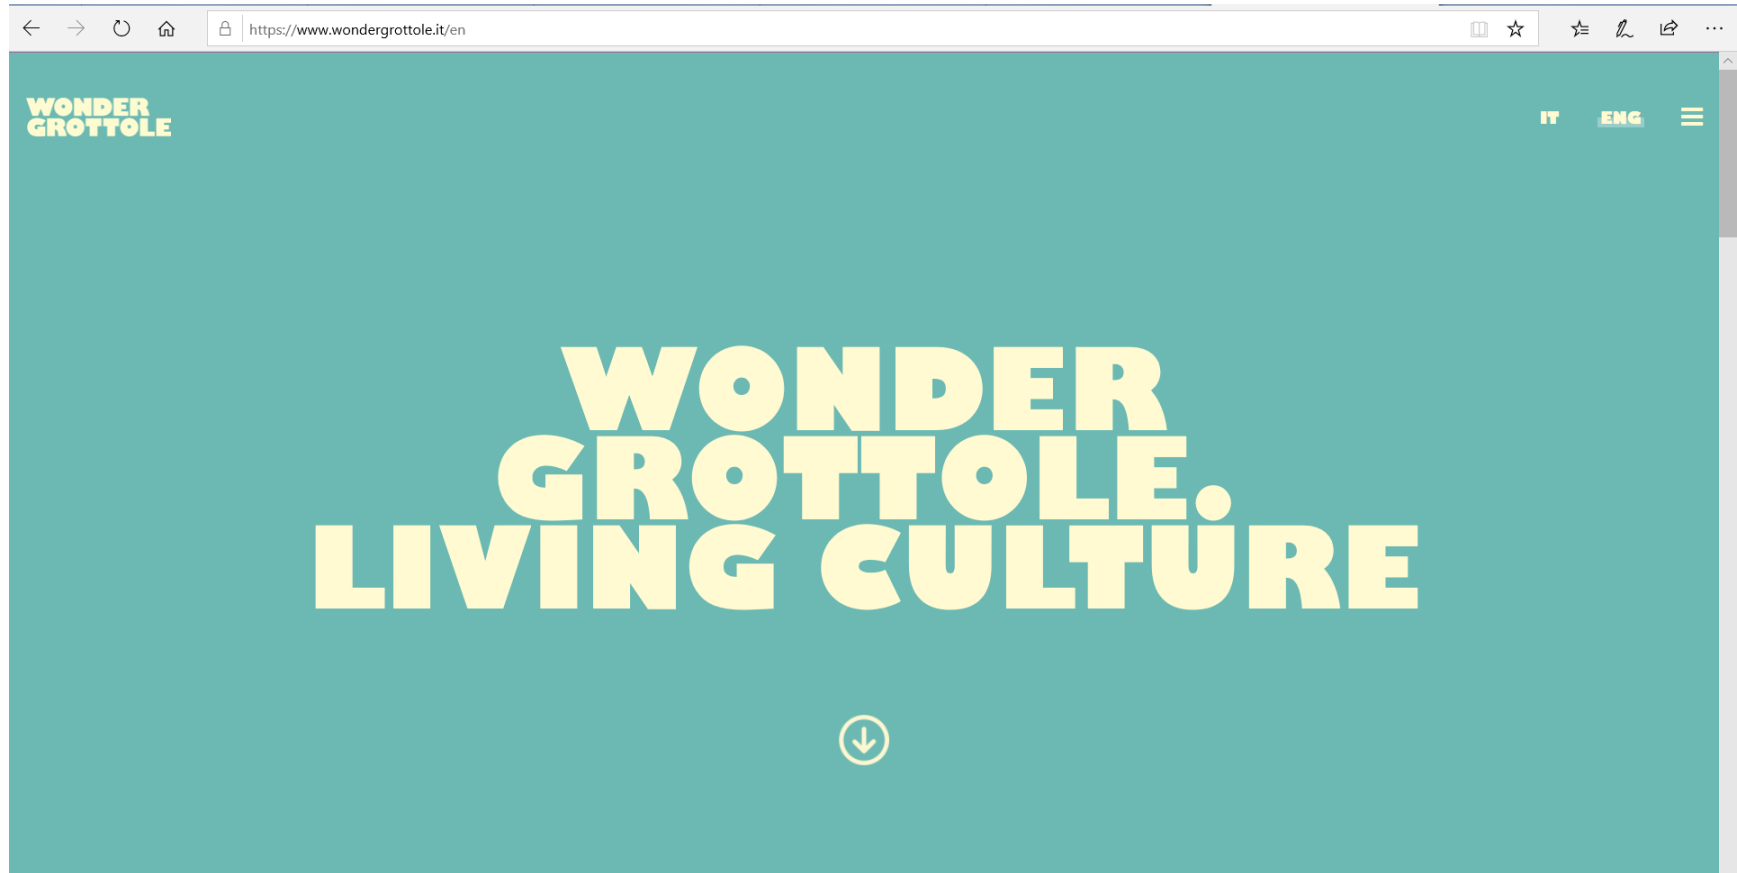 https://www.wondergrottole.it/en
WONDER
GROTTOLE
IT ENG
WONDER
GROTTOLE.
LIVING CULTURE